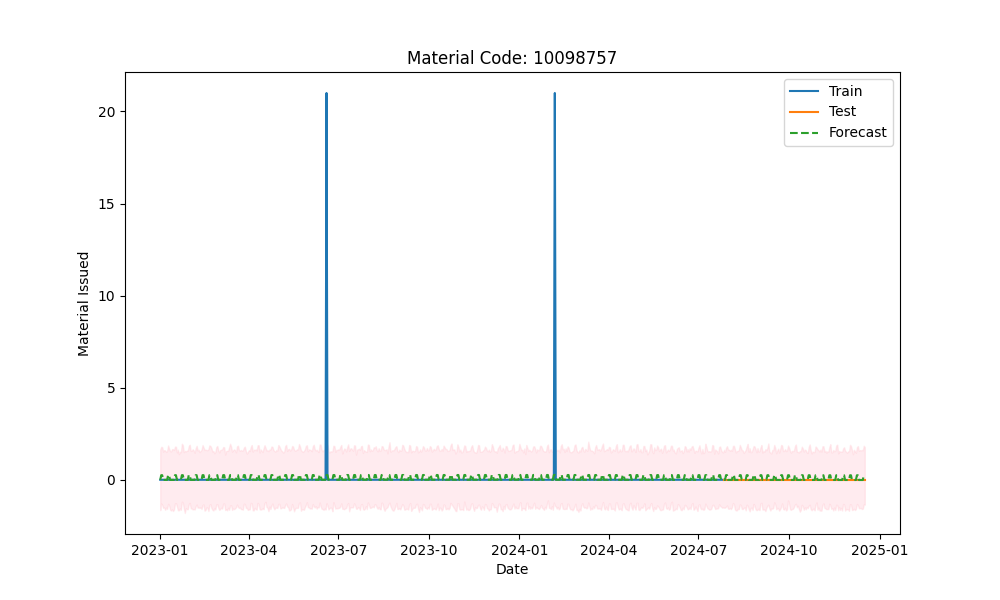 Material Code: 10098757
Train
Test
Forecast
20
15
10
5
0
Material Issued
2023-01 2023-04 2023-07 2023-10 2024-01 2024-04 2024-07 2024-10 2025-01
Date